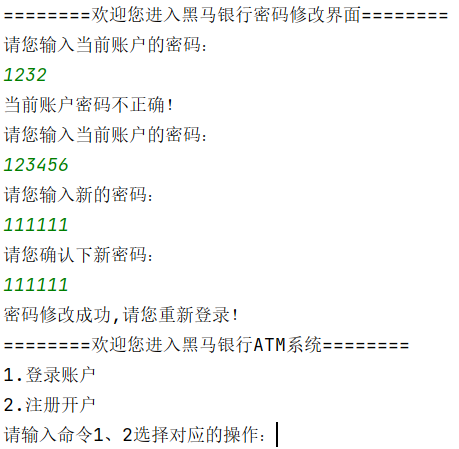 ========欢迎您进入黑马银行密码修改界面========
请您输入当前账户的密码：
1232
当前账户密码不正确！
请您输入当前账户的密码：
123456
请您输入新的密码：
111111
请您确认下新密码：
111111
密码修改成功,请您重新登录！
========欢迎您进入黑马银行ATM系统========
1.登录账户
2.注册开户
请输入命令1、2选择对应的操作：